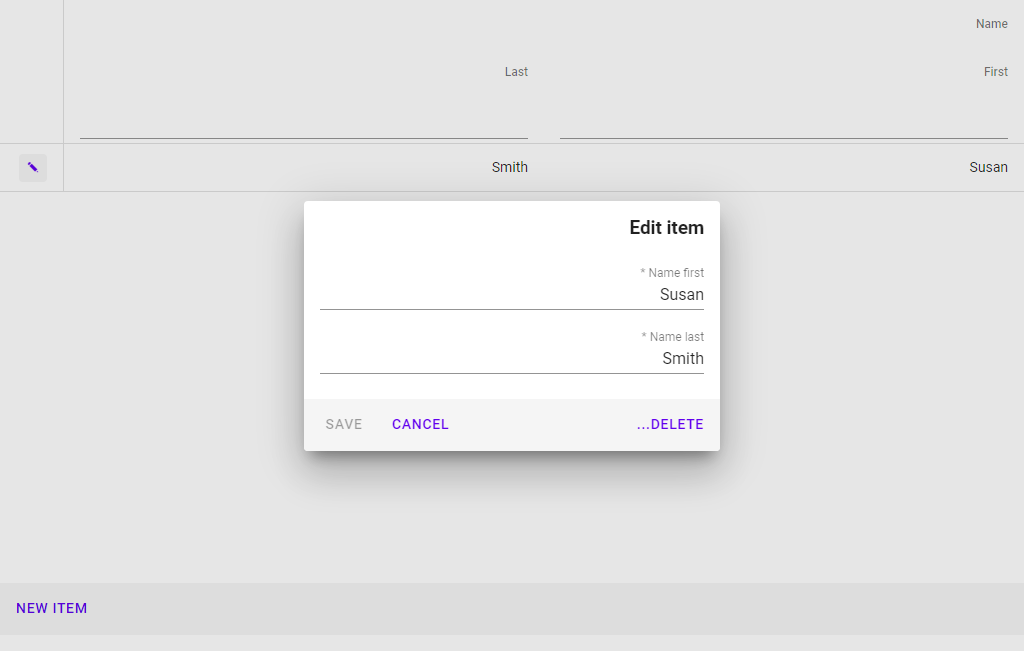 Name
First
Last
Susan
Smith
Edit item
* Name first
Susan
* Name last
Smith
...DELETE
CANCEL
SAVE
NEW ITEM